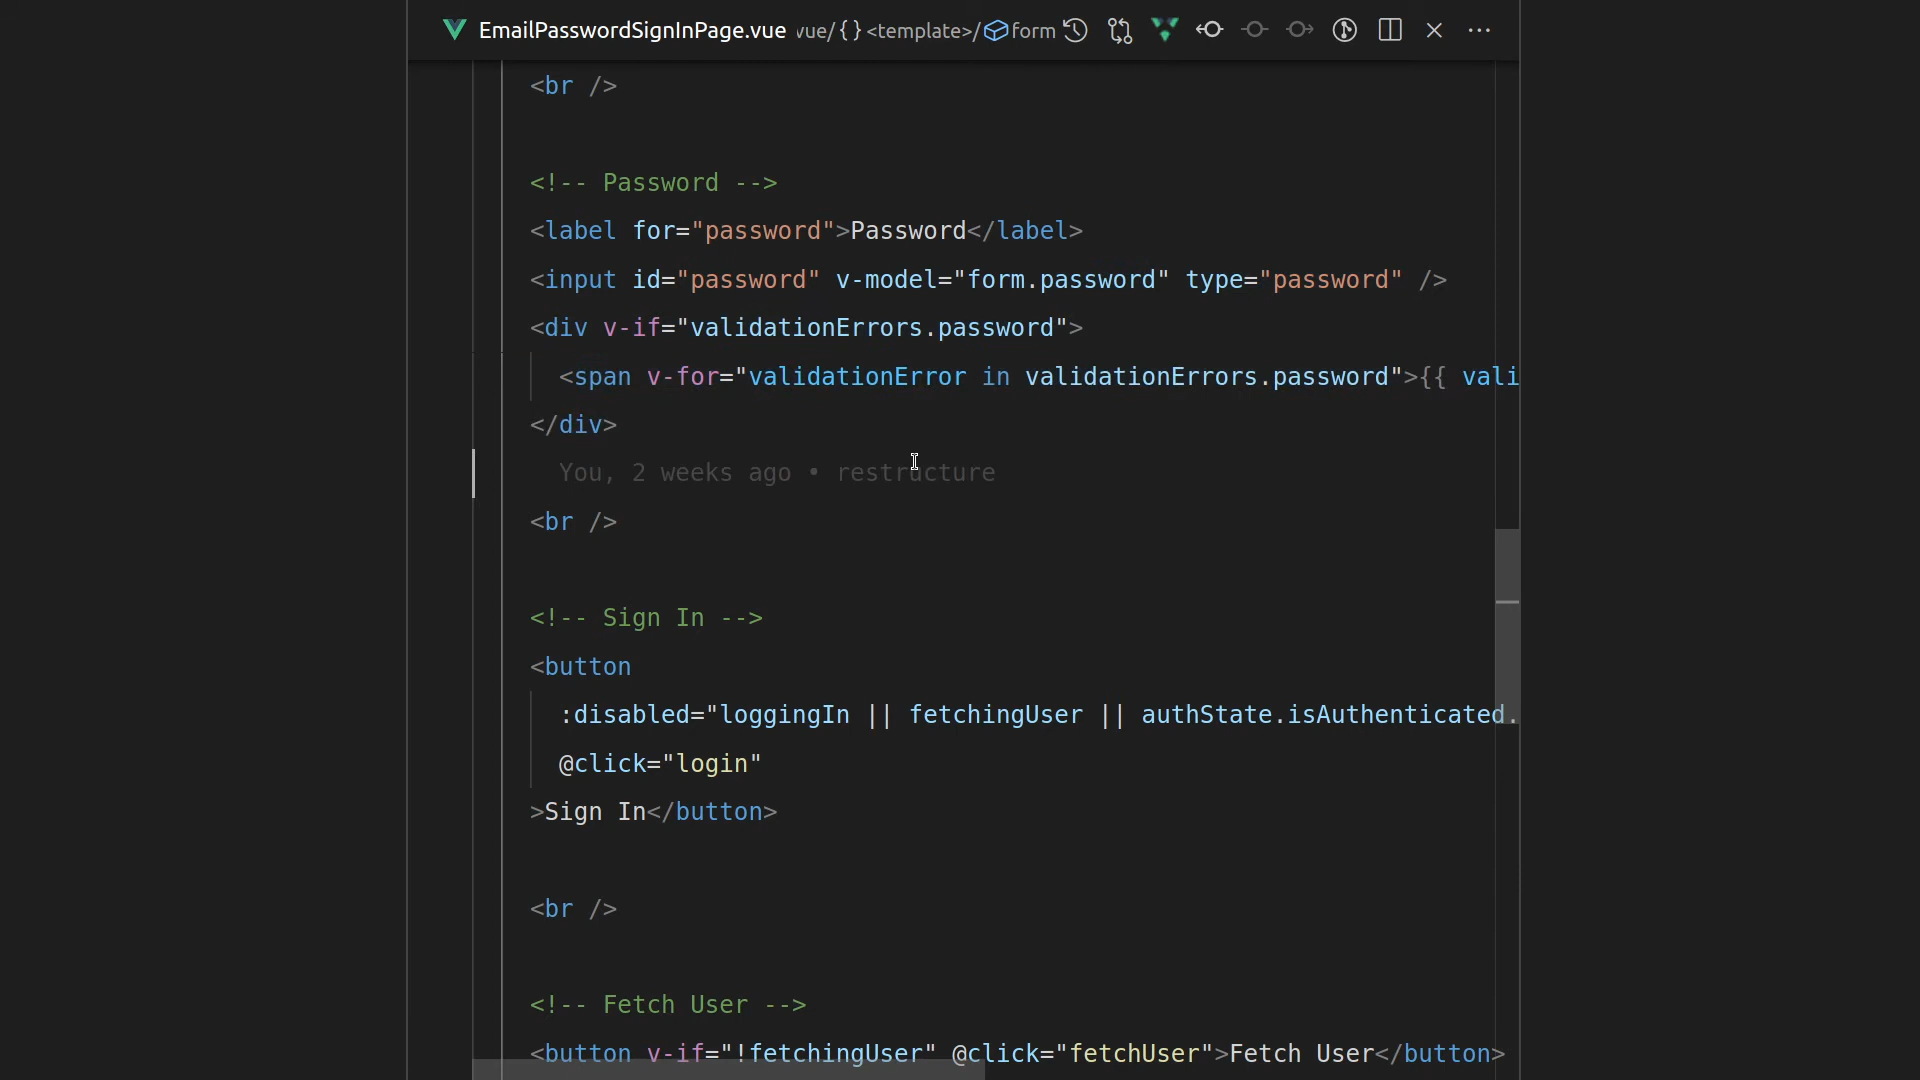 EmailPasswordSignInPage.vue vue/{}<template>/form
<br />
<!-- Password -->
<label for="password">Password</label>
<input id="password" v-model="form.password" type="password" />
<div v-if="validationErrors.password">
<span v-for="validationError in validationErrors.password">{{ vali
</div>
You, 2 weeks ago • restructure
<br />
<!-- Sign In -->
<button
:disabled="loggingIn || fetchingUser || authState.isAuthenticated.
@click="login"
>Sign In</button>
<br />
<!-- Fetch User -->
<button v-if="!fetchingUser" @click="fetchUser">Fetch User</button>